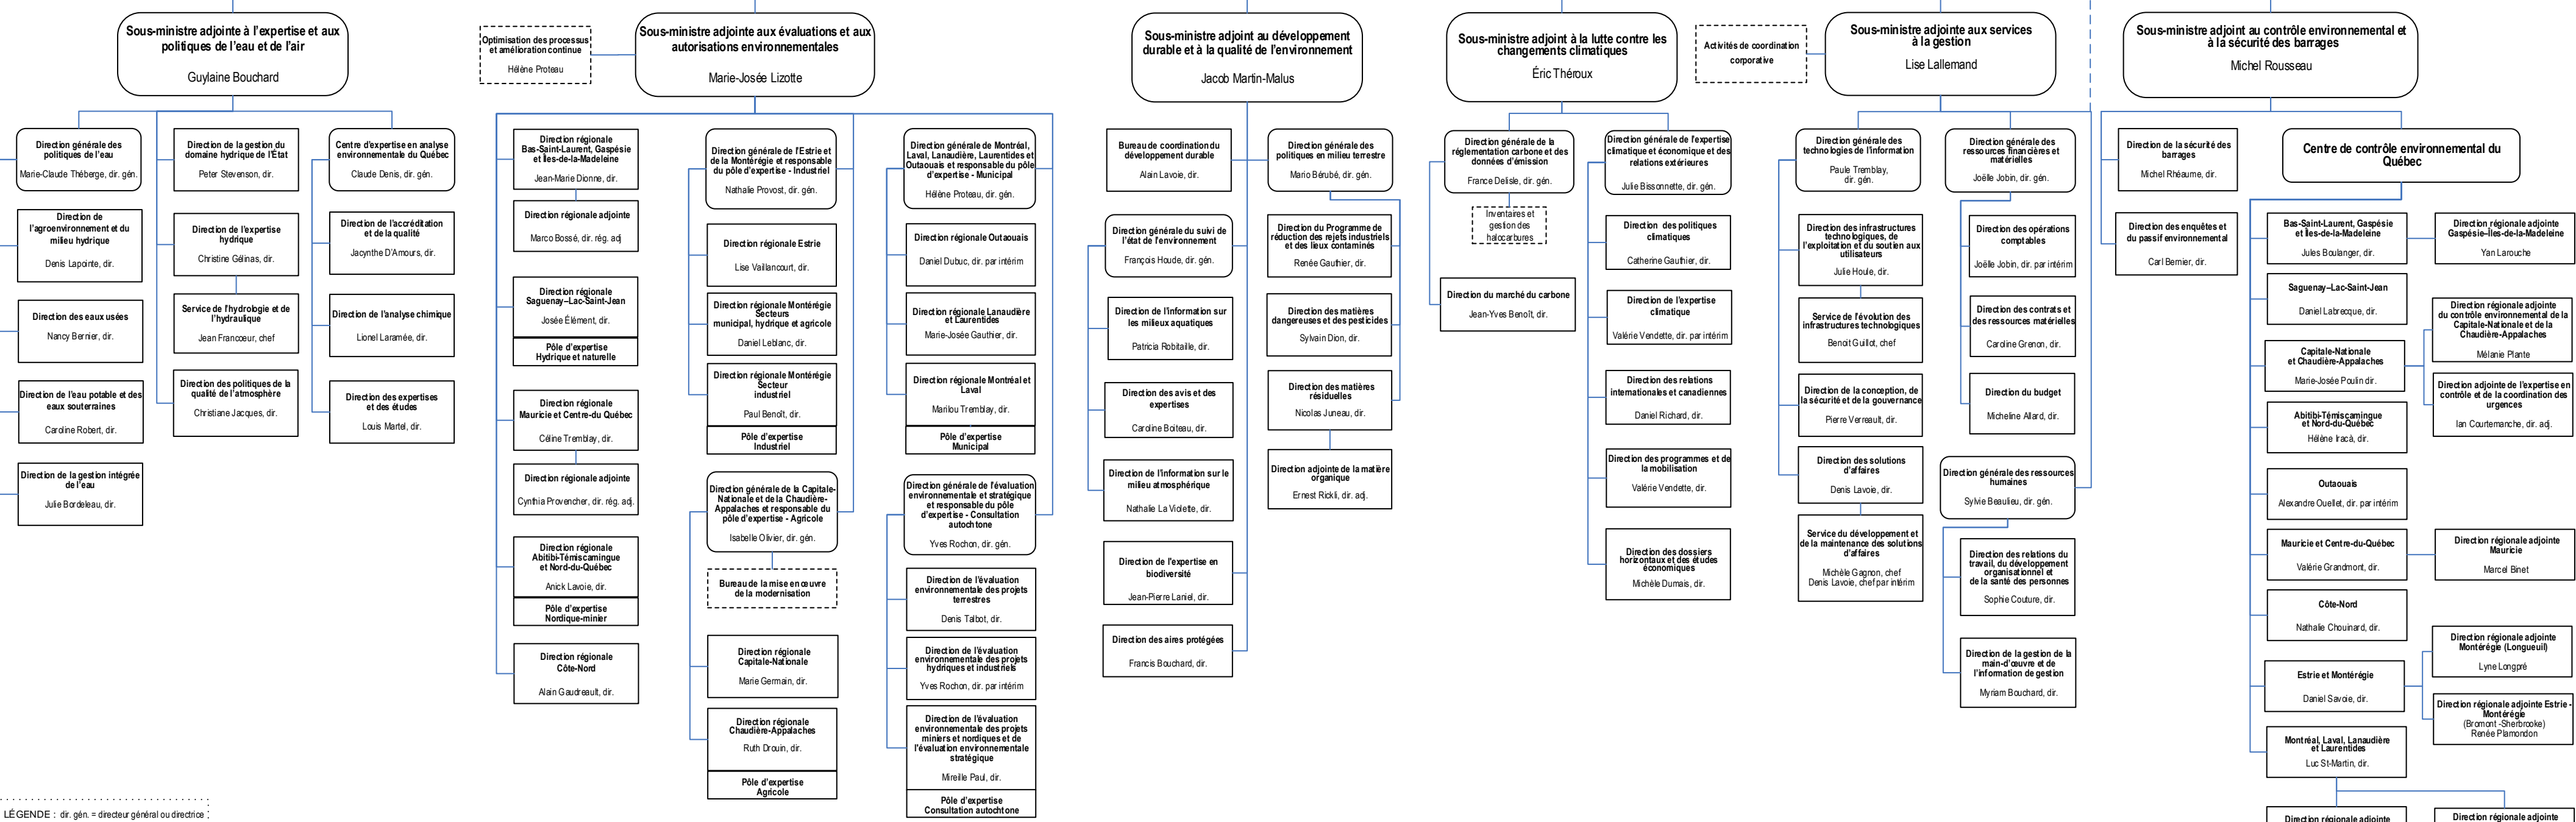 Sous-ministre adjointe à l'expertise et aux
politiques de l'eau et de l'air
Guylaine Bouchard
Direction générale des
politiques de l'eau
Marie-Claude Théberge, dir. gén.
Direction de
l'agroenvironnement et du
milieu hydrique
Denis Lapointe, dir.
Direction des eaux usées
Nancy Bernier, dir.
Direction de l'eau potable et des
eaux souterraines
Caroline Robert, dir.
Direction de la gestion intégrée
de l'eau
Julie Bordeleau, dir.
Direction de la gestion du
domaine hydrique de l'État
Peter Stevenson, dir.
Direction de l'expertise
hydrique
Christine Gélinas, dir.
Service de l'hydrologie et de
l'hydraulique
Jean Francœur, chef
Direction des politiques de la
qualité de l'atmosphère
Christiane Jacques, dir.
Centre d'expertise en analyse
environnementale du Québec
Claude Denis, dir. gén.
Direction de l'accréditation
et de la qualité
Jacynthe D'Amours, dir.
Direction de l'analyse chimique
Lionel Laramée, dir.
Direction des expertises
et des études
Louis Martel, dir.
LÉGENDE : dir. gén. = directeur général ou directrice
Optimisation des processus
et amélioration continue
Hélène Proteau
Sous-ministre adjointe aux évaluations et aux
autorisations environnementales
Marie-Josée Lizotte
Direction régionale
Bas-Saint-Laurent, Gaspésie
et Îles-de-la-Madeleine
Jean-Marie Dionne, dir.
Direction régionale adjointe
Marco Bossé, dir. rég. adj
Direction régionale
Saguenay–Lac-Saint-Jean
Josée Élément, dir.
Pôle d'expertise
Hydrique et naturelle
Direction régionale
Mauricie et Centre-du Québec
Céline Tremblay, dir.
Direction régionale adjointe
Cynthia Provencher, dir. rég. adj.
Direction régionale
Abitibi-Témiscamingue
et Nord-du-Québec
Anick Lavoie, dir.
Pôle d'expertise
Nordique-minier
Direction régionale
Côte-Nord
Alain Gaudreault, dir.
Direction générale de l'Estrie et
de la Montérégie et responsable
du pôle d'expertise - Industriel
Nathalie Provost, dir. gén.
Direction régionale Estrie
Lise Vaillancourt, dir.
Direction régionale Montérégie
Secteurs
municipal, hydrique et agricole
Daniel Leblanc, dir.
Direction régionale Montérégie
Secteur
industriel
Paul Benoît, dir.
Pôle d'expertise
Industriel
Direction générale de la Capitale-
Nationale et de la Chaudière-
Appalaches et responsable du
pôle d'expertise - Agricole
Isabelle Olivier, dir. gén.
Bureau de la mise en œuvre
de la modernisation
Direction régionale
Capitale-Nationale
Marie Germain, dir.
Direction régionale
Chaudière-Appalaches
Ruth Drouin, dir.
Pôle d'expertise
Agricole
Direction générale de Montréal,
Laval, Lanaudière, Laurentides et
Outaouais et responsable du pôle
d'expertise - Municipal
Hélène Proteau, dir. gén.
Direction régionale Outaouais
Daniel Dubuc, dir. par intérim
Direction régionale Lanaudière
et Laurentides
Marie-Josée Gauthier, dir.
Direction régionale Montréal et
Laval
Marilou Tremblay, dir.
Pôle d'expertise
Municipal
Direction générale de l'évaluation
environnementale et stratégique
et responsable du pôle
d'expertise - Consultation
autochtone
Yves Rochon, dir. gén.
Direction de l'évaluation
environnementale des projets
terrestres
Denis Talbot, dir.
Direction de l'évaluation
environnementale des projets
hydriques et industriels
Yves Rochon, dir. par intérim
Direction de l'évaluation
environnementale des projets
miniers et nordiques et de
l'évaluation environnementale
stratégique
Mireille Paul, dir.
Pôle d'expertise
Consultation autochtone
Sous-ministre adjoint au développement
durable et à la qualité de l'environnement
Jacob Martin-Malus
Bureau de coordination du
développement durable
Alain Lavoie, dir.
Direction générale du suivi de
l'état de l'environnement
François Houde, dir. gén.
Direction de l'information sur
les milieux aquatiques
Patricia Robitaille, dir.
Direction des avis et des
expertises
Caroline Boiteau, dir.
Direction de l'information sur le
milieu atmosphérique
Nathalie La Violette, dir.
Direction de l'expertise en
biodiversité
Jean-Pierre Laniel, dir.
Direction des aires protégées
Francis Bouchard, dir.
Direction générale des
politiques en milieu terrestre
Mario Bérubé, dir. gén.
Direction du Programme de
réduction des rejets industriels
et des lieux contaminés
Renée Gauthier, dir.
Direction des matières
dangereuses et des pesticides
Sylvain Dion, dir.
Direction des matières
résiduelles
Nicolas Juneau, dir.
Direction adjointe de la matière
organique
Ernest Rickli, dir. adj.
Sous-ministre adjoint à la lutte contre les
changements climatiques
Éric Théroux
Direction générale de la
réglementation carbone et des
données d'émission
France Delisle, dir. gén.
Inventaires et
gestion des
halocarbures
Direction du marché du carbone
Jean-Yves Benoît, dir.
Direction générale de l'expertise
climatique et économique et des
relations extérieures
Julie Bissonnette, dir. gén.
Direction des politiques
climatiques
Catherine Gauthier, dir.
Direction de l'expertise
climatique
Valérie Vendette, dir. par intérim
Direction des relations
internationales et canadiennes
Daniel Richard, dir.
Direction des programmes et de
la mobilisation
Valérie Vendette, dir.
Direction des dossiers
horizontaux et des études
économiques
Michèle Dumais, dir.
Activités de coordination
corporative
Sous-ministre adjointe aux services
à la gestion
Lise Lallemand
Direction générale des
technologies de l'information
Paule Tremblay,
dir. gén.
Direction des infrastructures
technologiques, de
l'exploitation et du soutien aux
utilisateurs
Julie Houle, dir.
Service de l'évolution des
infrastructures technologiques
Benoit Guillot, chef
Direction de la conception, de
la sécurité et de la gouvernance
Pierre Verreault, dir.
Direction des solutions
d'affaires
Denis Lavoie, dir.
Service du développement et
de la maintenance des solutions
d'affaires
Michèle Gagnon, chef
Denis Lavoie, chef par intérim
Direction générale des
ressources financières et
matérielles
Joëlle Jobin, dir. gén.
Direction des opérations
comptables
Joëlle Jobin, dir. par intérim
Direction des contrats et
des ressources matérielles
Caroline Grenon, dir.
Direction du budget
Micheline Allard, dir.
Direction générale des ressources
humaines
Sylvie Beaulieu, dir. gén.
Direction des relations du
travail, du développement
organisationnel et
de la santé des personnes
Sophie Couture, dir.
Direction de la gestion de la
main-d'œuvre et de
l'information de gestion
Myriam Bouchard, dir.
Sous-ministre adjoint au contrôle environnemental et
à la sécurité des barrages
Michel Rousseau
Direction de la sécurité des
barrages
Michel Rhéaume, dir.
Direction des enquêtes et
du passif environnemental
Carl Bernier, dir.
Centre de contrôle environnemental du
Québec
Bas-Saint-Laurent, Gaspésie
et Îles-de-la-Madeleine
Jules Boulanger, dir.
Direction régionale adjointe
Gaspésie–Îles-de-la-Madeleine
Yan Larouche
Saguenay–Lac-Saint-Jean
Daniel Labrecque, dir.
Capitale-Nationale
et Chaudière-Appalaches
Marie-Josée Poulin dir.
Direction régionale adjointe
du contrôle environnemental de la
Capitale-Nationale et de la
Chaudière-Appalaches
Mélanie Plante
Direction adjointe de l'expertise en
contrôle et de la coordination des
urgences
Ian Courtemanche, dir. adj.
Abitibi-Témiscamingue
et Nord-du-Québec
Hélène Iracà, dir.
Outaouais
Alexandre Ouellet, dir. par intérim
Mauricie et Centre-du-Québec
Valérie Grandmont, dir.
Direction régionale adjointe
Mauricie
Marcel Binet
Côte-Nord
Nathalie Chouinard, dir.
Estrie et Montérégie
Daniel Savoie, dir.
Direction régionale adjointe
Montérégie (Longueuil)
Lyne Longpré
Direction régionale adjointe Estrie -
Montérégie
(Bromont -Sherbrooke)
Renée Plamondon
Montréal, Laval, Lanaudière
et Laurentides
Luc St-Martin, dir.
Direction régionale adjointe
Direction régionale adjointe